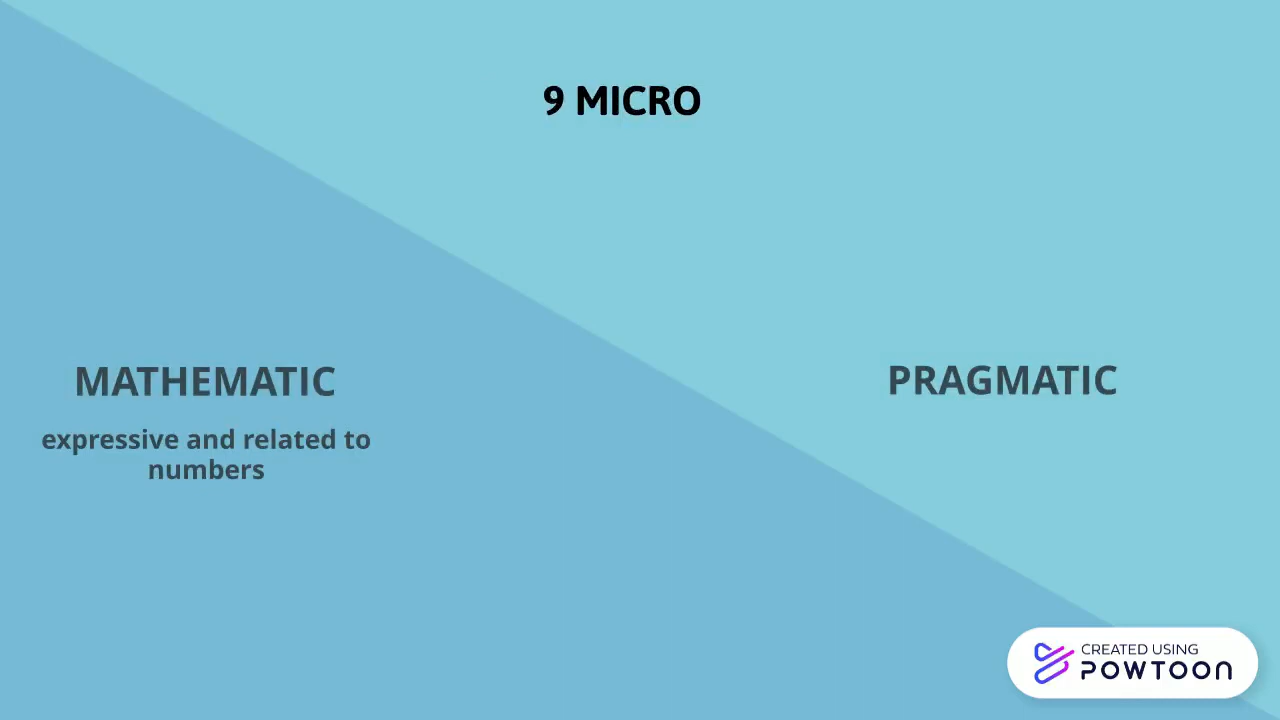 9 MICRO
MATHEMATIC
expressive and related to
numbers
PRAGMATIC
CREATED USING
POWTOON